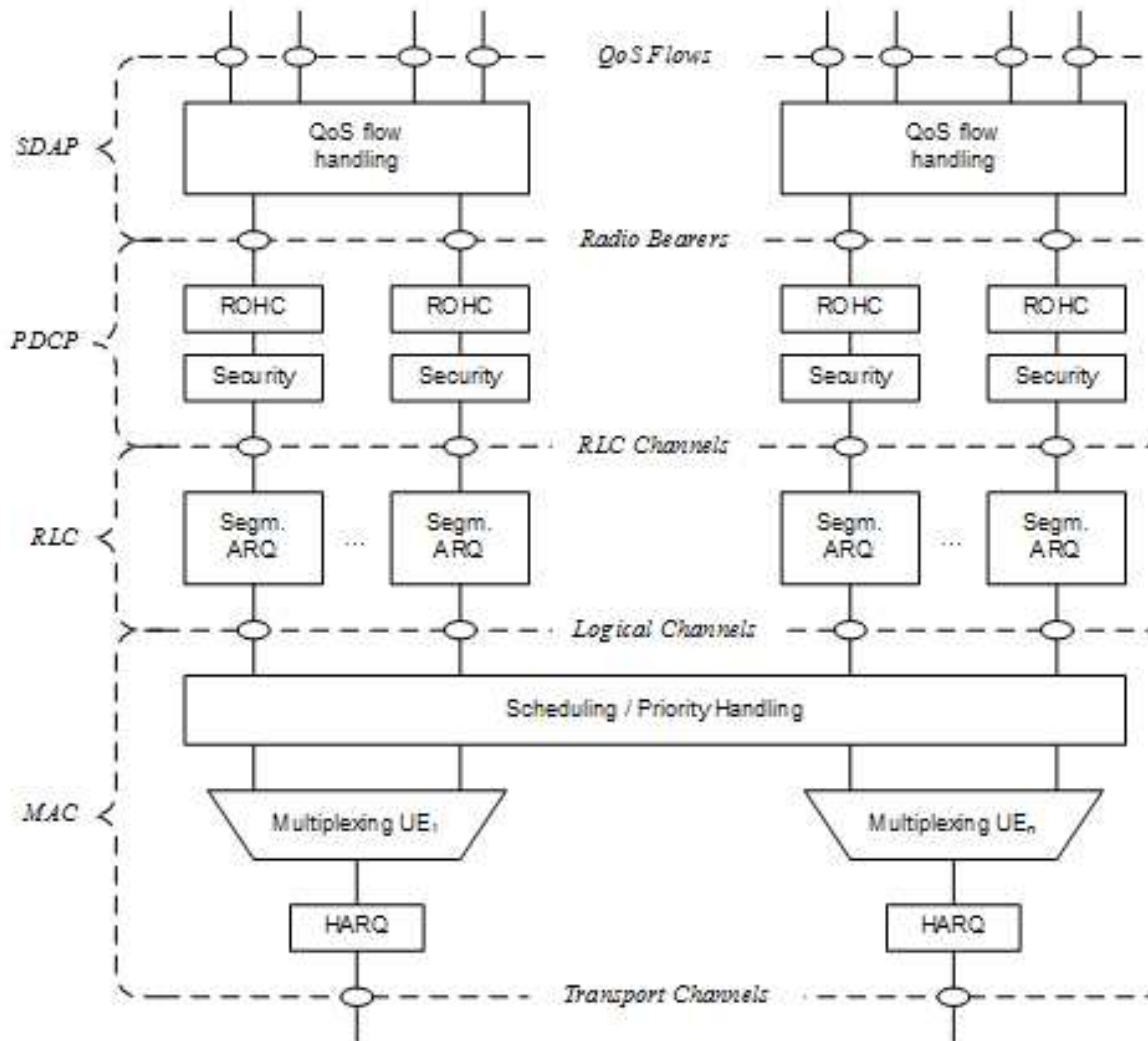 QoS Flows
SDAP
QoS flow
handling
QoS flow
handling
Radio Bearers
PDCP
ROHC ROHC ROHC ROHC
Security Security Security Security
RLC Channels
RLC
Segm.
ARQ
...
Segm.
ARQ
Segm.
ARQ
...
Segm.
ARQ
Logical Channels
Scheduling / Priority Handling
MAC
Multiplexing UE₁ Multiplexing UEₙ
HARQ HARQ
Transport Channels